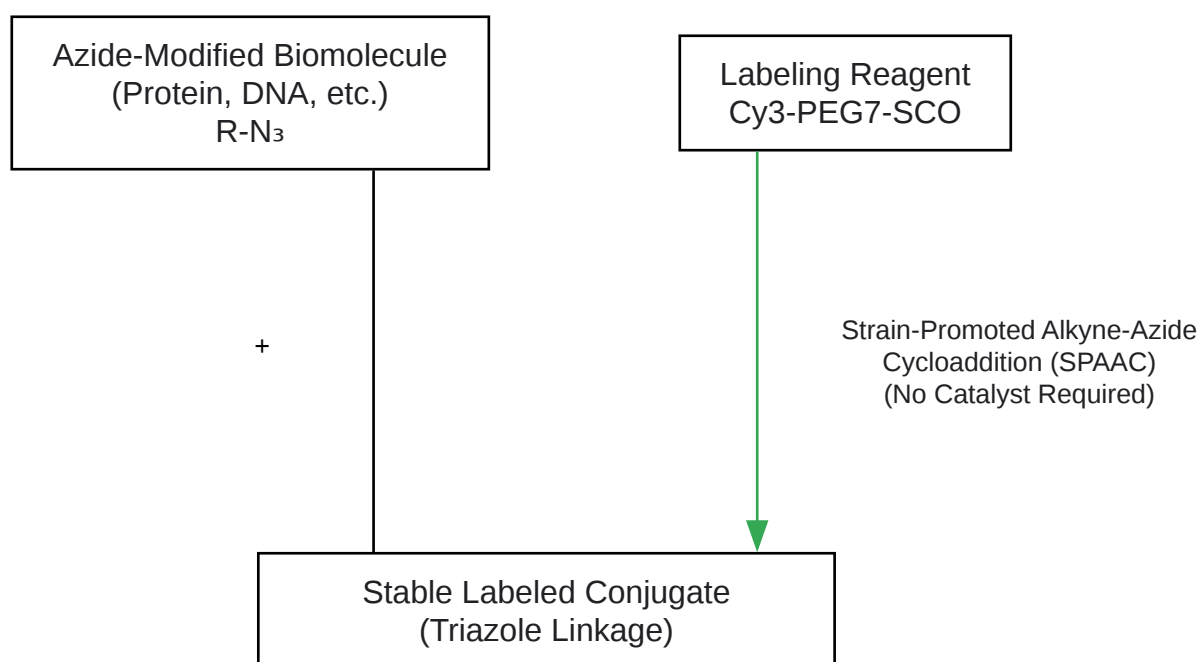 Azide-Modified Biomolecule
(Protein, DNA, etc.)
R-N₃
Labeling Reagent
Cy3-PEG7-SCO
+
Strain-Promoted Alkyne-Azide
Cycloaddition (SPAAC)
(No Catalyst Required)
Stable Labeled Conjugate
(Triazole Linkage)